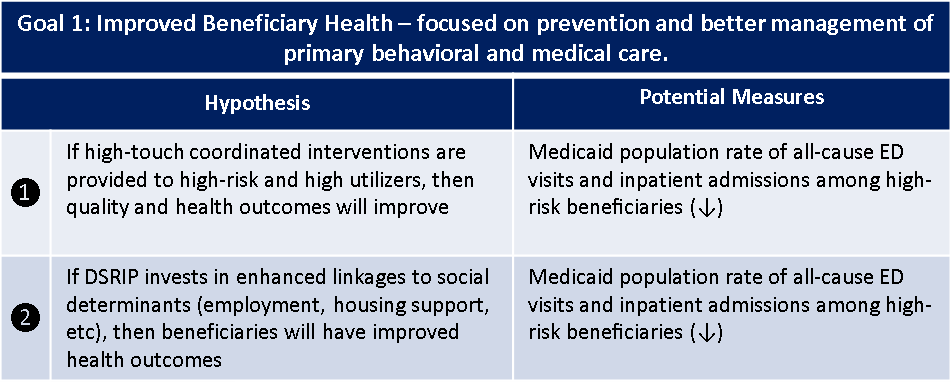 Goal 1: Improved Beneficiary Health – focused on prevention and better management of
primary behavioral and medical care.
Hypothesis
Potential Measures
1
If high-touch coordinated interventions are
provided to high-risk and high utilizers, then
quality and health outcomes will improve
Medicaid population rate of all-cause ED
visits and inpatient admissions among high-
risk beneficiaries (↓)
2
If DSRIP invests in enhanced linkages to social
determinants (employment, housing support,
etc), then beneficiaries will have improved
health outcomes
Medicaid population rate of all-cause ED
visits and inpatient admissions among high-
risk beneficiaries (↓)